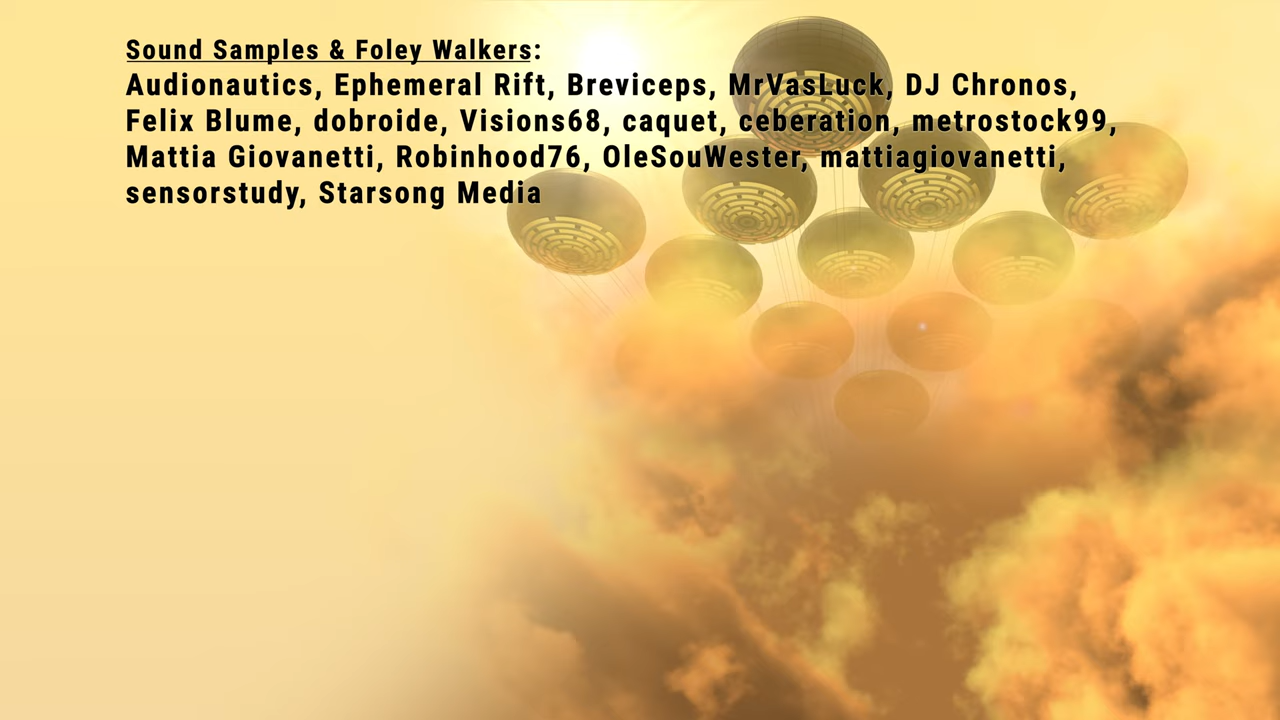 Sound Samples & Foley Walkers:
Audionautics, Ephemeral Rift, Breviceps, MrVasLuck, DJ Chronos,
Felix Blume, dobroide, Visions68, caquet, ceberation, metrostock99,
Mattia Giovanetti, Robinhood76, OleSouWester, mattiagiovanetti,
sensorstudy, Starsong Media